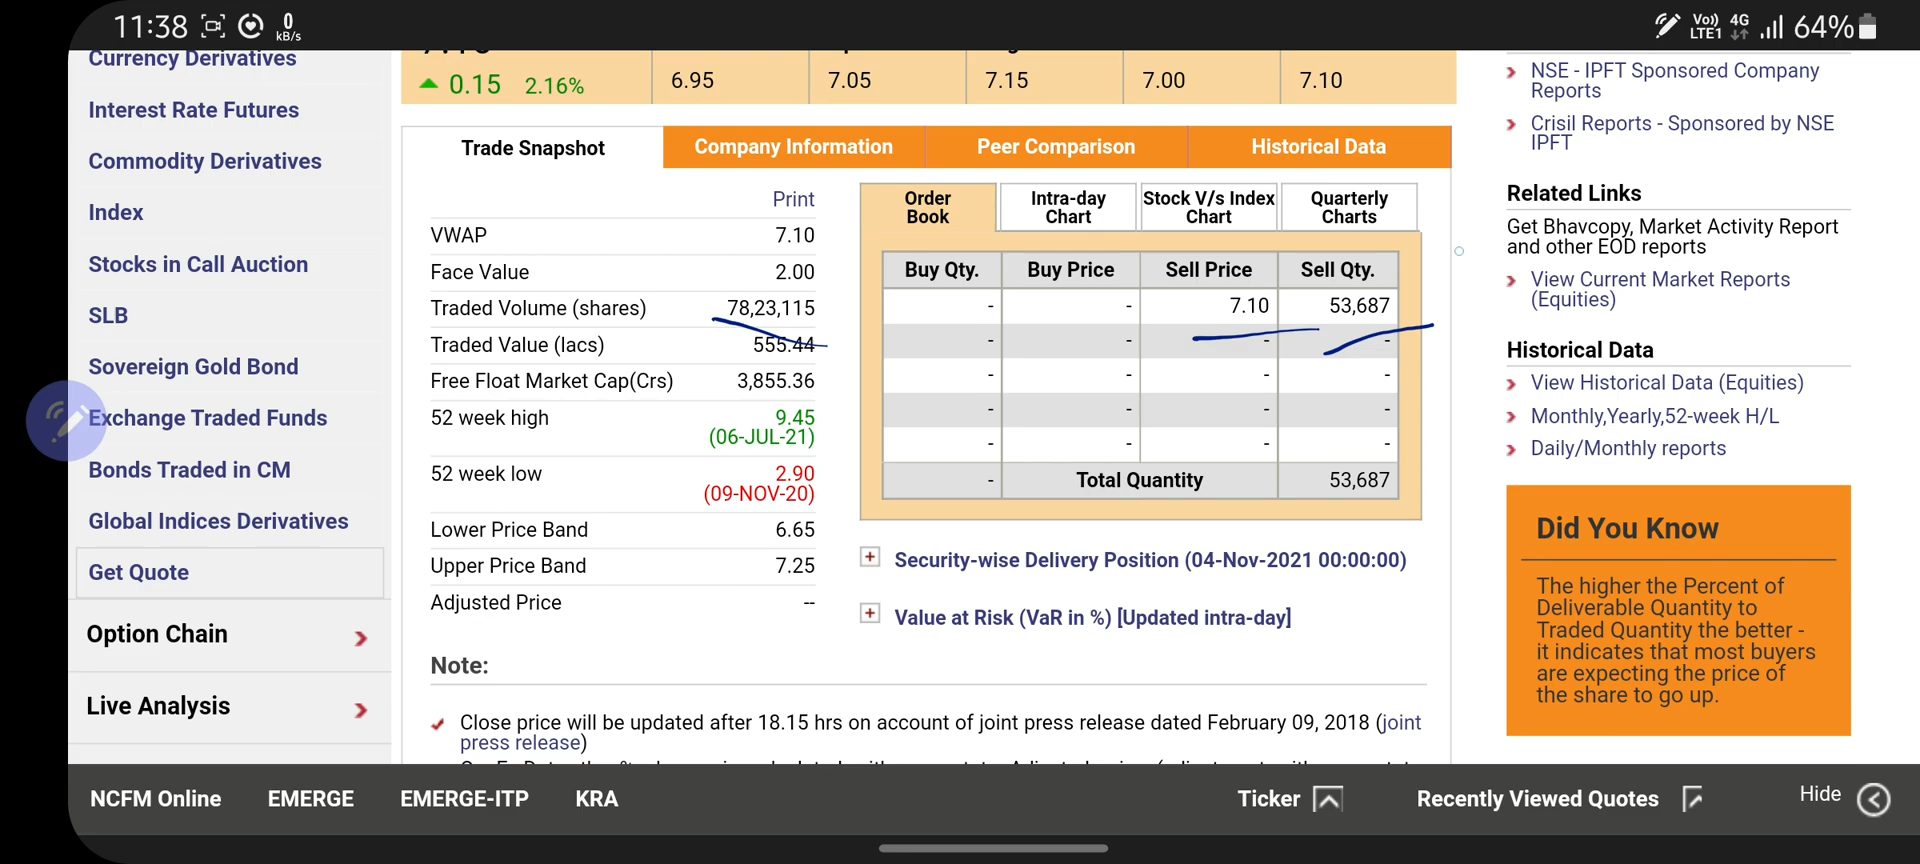 11:38 0 kB/s Vo) LTE1 4G 64%
Currency Derivatives
Interest Rate Futures
Commodity Derivatives
Index
Stocks in Call Auction
SLB
Sovereign Gold Bond
Exchange Traded Funds
Bonds Traded in CM
Global Indices Derivatives
Get Quote
Option Chain
Live Analysis
0.15 2.16% 6.95 7.05 7.15 7.00 7.10
Trade Snapshot Company Information Peer Comparison Historical Data
Print
VWAP 7.10
Face Value 2.00
Traded Volume (shares) 78,23,115
Traded Value (lacs) 555.44
Free Float Market Cap(Crs) 3,855.36
52 week high 9.45
(06-JUL-21)
52 week low 2.90
(09-NOV-20)
Lower Price Band 6.65
Upper Price Band 7.25
Adjusted Price --
Order Book
Intra-day Chart
Stock V/s Index Chart
Quarterly Charts
Buy Qty. Buy Price Sell Price Sell Qty.
- - 7.10 53,687
- - - -
- - - -
- - - -
- - - -
- Total Quantity 53,687
Security-wise Delivery Position (04-Nov-2021 00:00:00)
Value at Risk (VaR in %) [Updated intra-day]
Note:
Close price will be updated after 18.15 hrs on account of joint press release dated February 09, 2018 (joint
press release)
NSE - IPFT Sponsored Company
Reports
Crisil Reports - Sponsored by NSE
IPFT
Related Links
Get Bhavcopy, Market Activity Report
and other EOD reports
View Current Market Reports
(Equities)
Historical Data
View Historical Data (Equities)
Monthly,Yearly,52-week H/L
Daily/Monthly reports
Did You Know
The higher the Percent of
Deliverable Quantity to
Traded Quantity the better -
it indicates that most buyers
are expecting the price of
the share to go up.
NCFM Online EMERGE EMERGE-ITP KRA Ticker Recently Viewed Quotes Hide